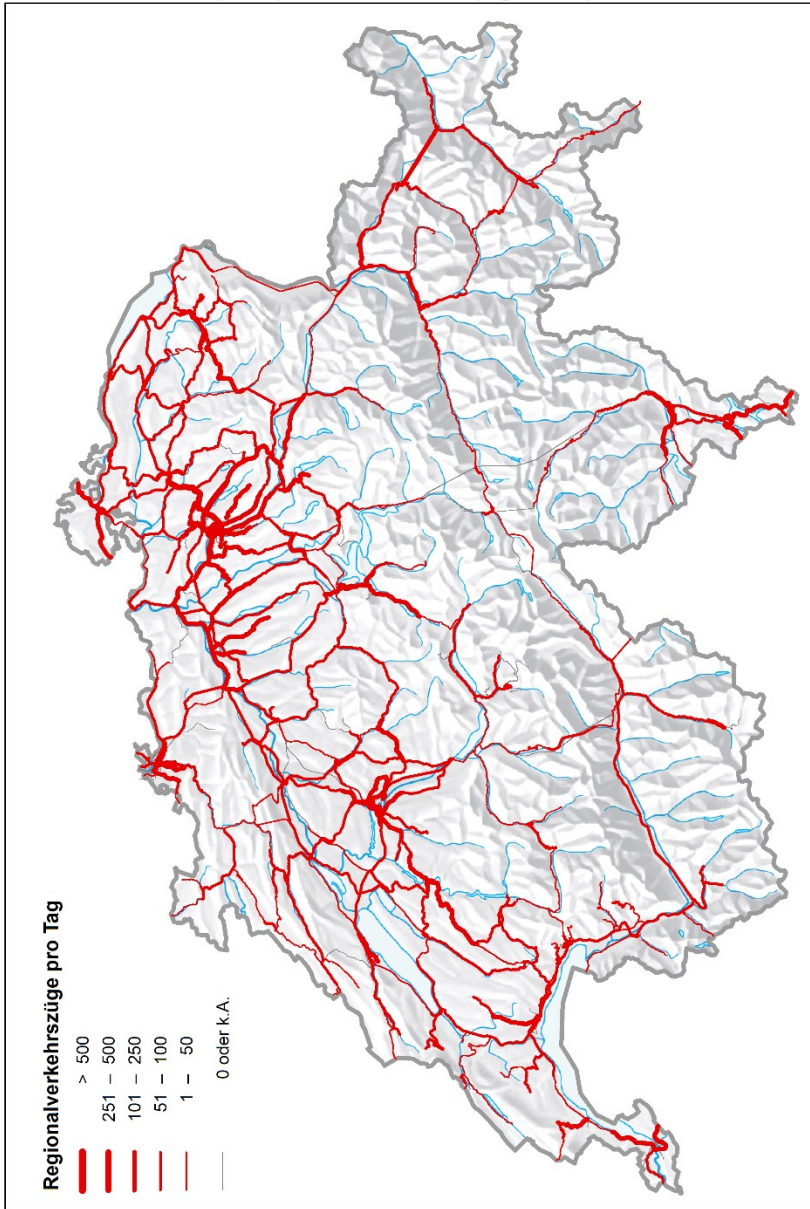 Regionalverkehrszüge pro Tag
> 500
251 – 500
101 – 250
51 – 100
1 – 50
0 oder k.A.